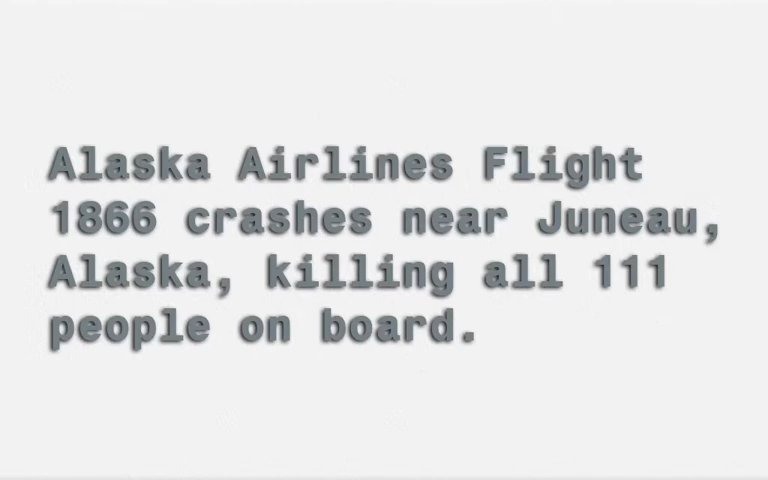 Alaska Airlines Flight
1866 crashes near Juneau,
Alaska, killing all 111
people on board.